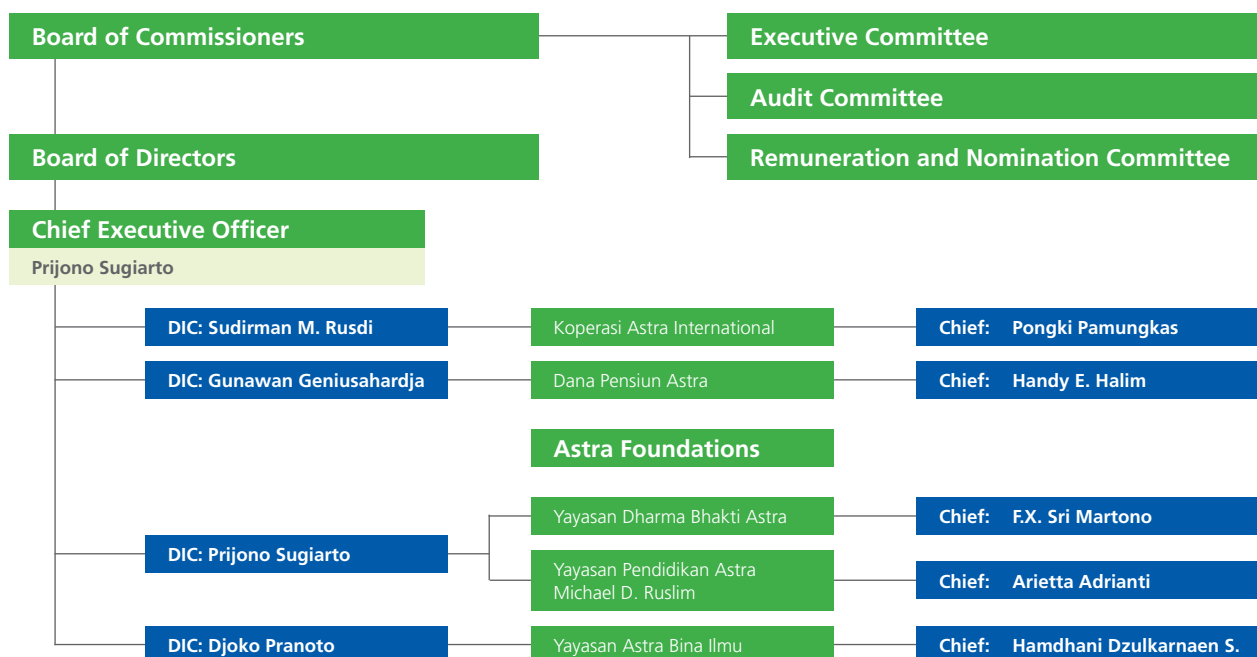 Board of Commissioners
Executive Committee
Audit Committee
Board of Directors
Remuneration and Nomination Committee
Chief Executive Officer
Prijono Sugiarto
DIC: Sudirman M. Rusdi
Koperasi Astra International
Chief: Pongki Pamungkas
DIC: Gunawan Geniusahardja
Dana Pensiun Astra
Chief: Handy E. Halim
Astra Foundations
Yayasan Dharma Bhakti Astra
Chief: F.X. Sri Martono
DIC: Prijono Sugiarto
Yayasan Pendidikan Astra
Michael D. Ruslim
Chief: Arietta Adrianti
DIC: Djoko Pranoto
Yayasan Astra Bina Ilmu
Chief: Hamdhani Dzulkarnaen S.